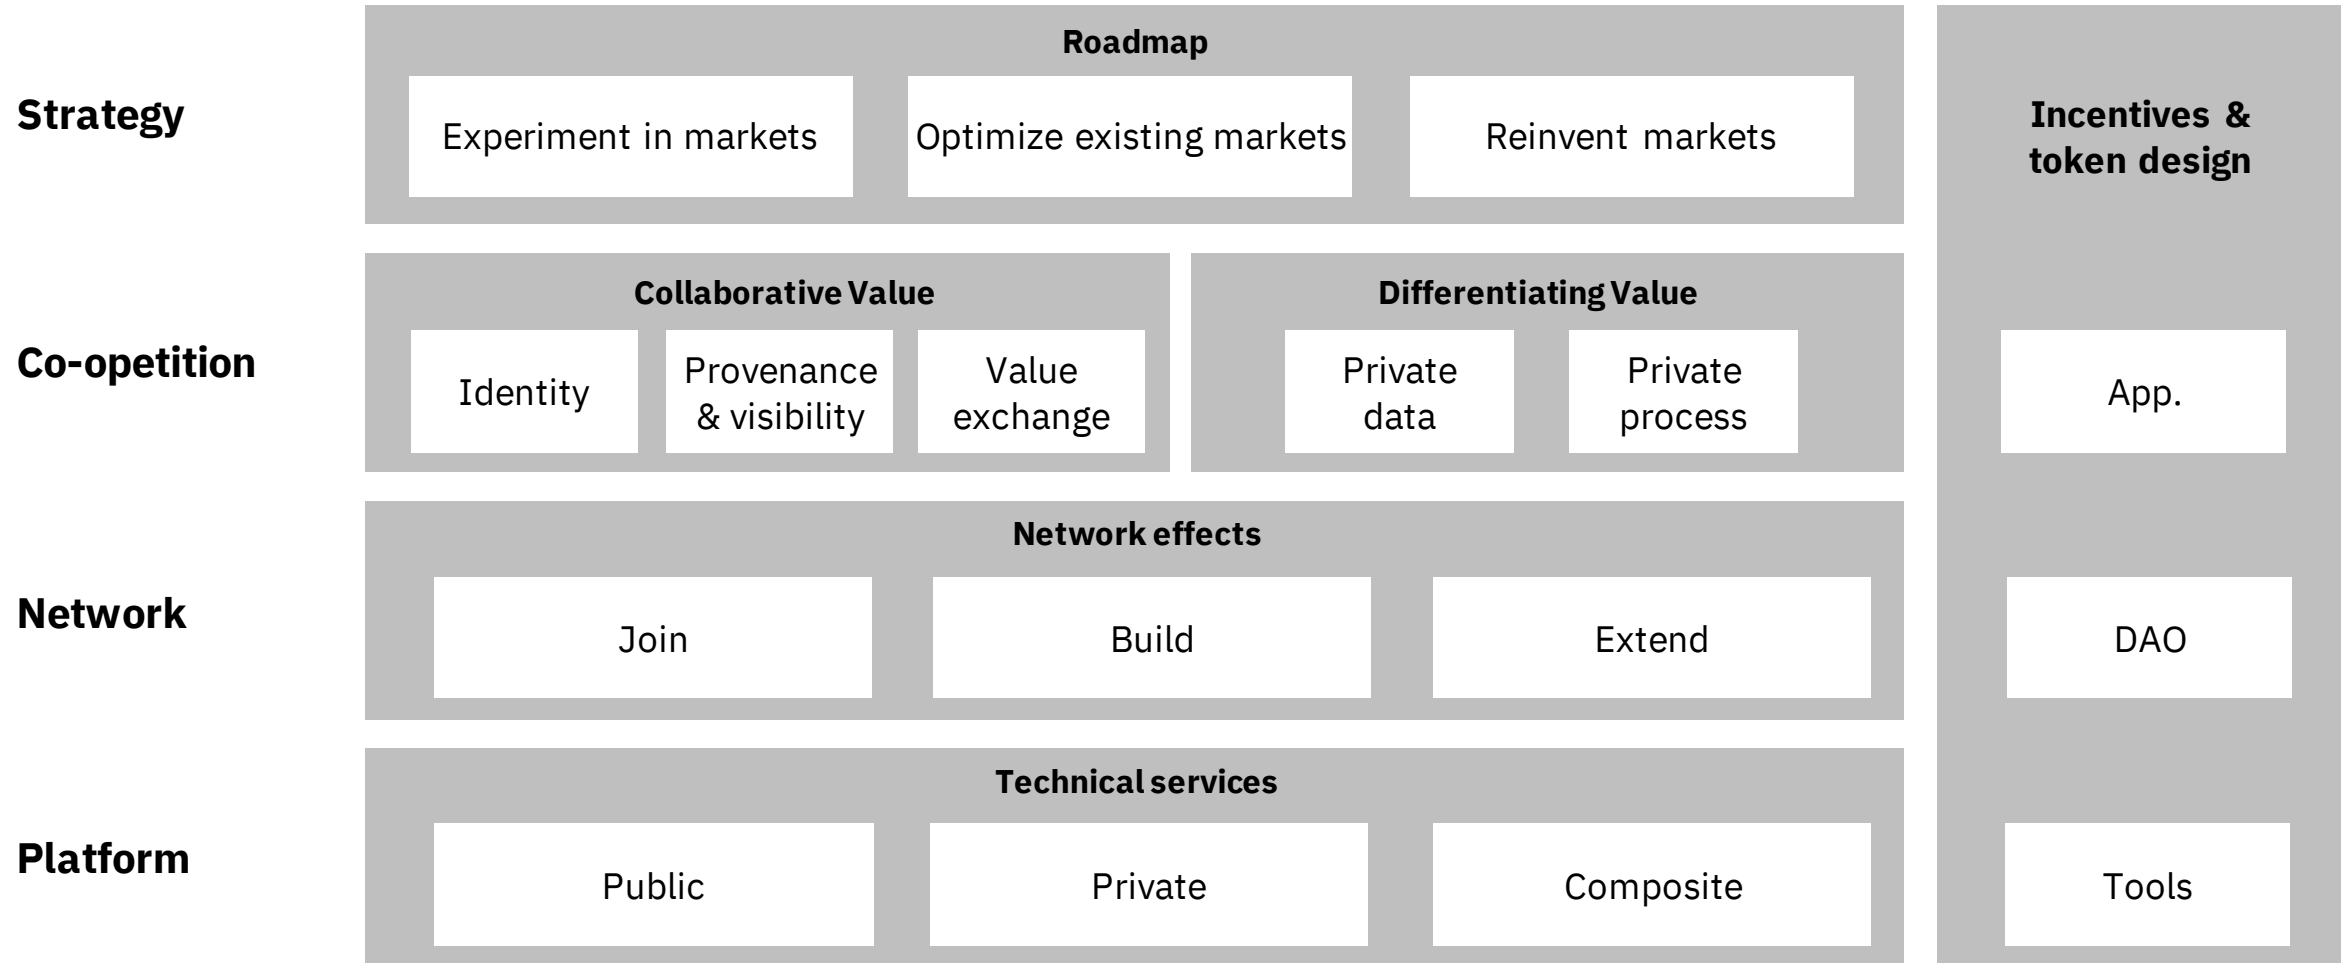 Strategy
Roadmap
Experiment in markets
Optimize existing markets
Reinvent markets
Incentives &
token design
Co-opetition
Collaborative Value
Identity
Provenance
& visibility
Value
exchange
Differentiating Value
Private
data
Private
process
App.
Network
Network effects
Join
Build
Extend
DAO
Platform
Technical services
Public
Private
Composite
Tools